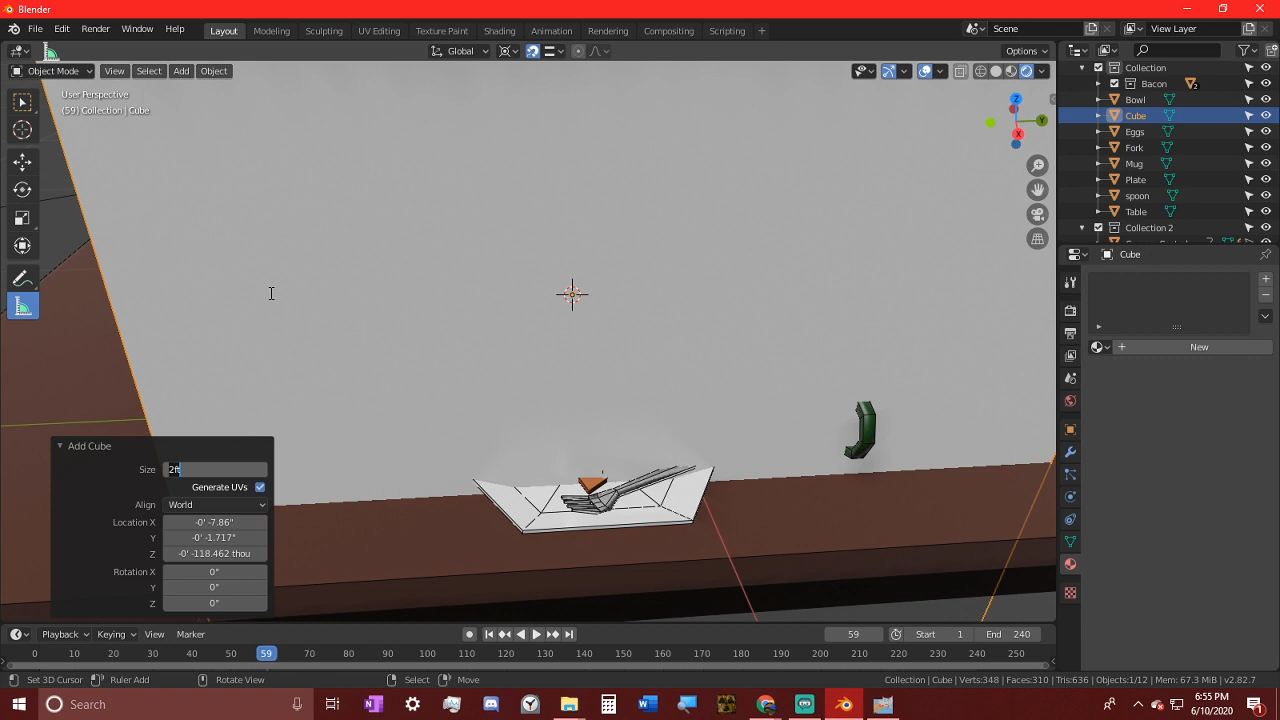 Blender
File Edit Render Window Help
Layout Modeling Sculpting UV Editing Texture Paint Shading Animation Rendering Compositing Scripting +
Scene
View Layer
Global
Options
Object Mode View Select Add Object
User Perspective
(59) Collection | Cube
Z
Y
X
Collection
Bacon 2
Bowl
Cube
Eggs
Fork
Mug
Plate
spoon
Table
Collection 2
Cube
New
Add Cube
Size 2ft
Generate UVs
Align World
Location X -0' -7.86"
Y -0' -1.717"
Z -0' -118.462 thou
Rotation X 0°
Y 0°
Z 0°
Playback Keying View Marker
59 Start 1 End 240
0 10 20 30 40 50 59 70 80 90 100 110 120 130 140 150 160 170 180 190 200 210 220 230 240 250
Set 3D Cursor Ruler Add Rotate View Select Move
Collection | Cube | Verts:348 | Faces:310 | Tris:636 | Objects:1/12 | Mem: 67.3 MiB | v2.82.7
Search
6:55 PM
6/10/2020
1